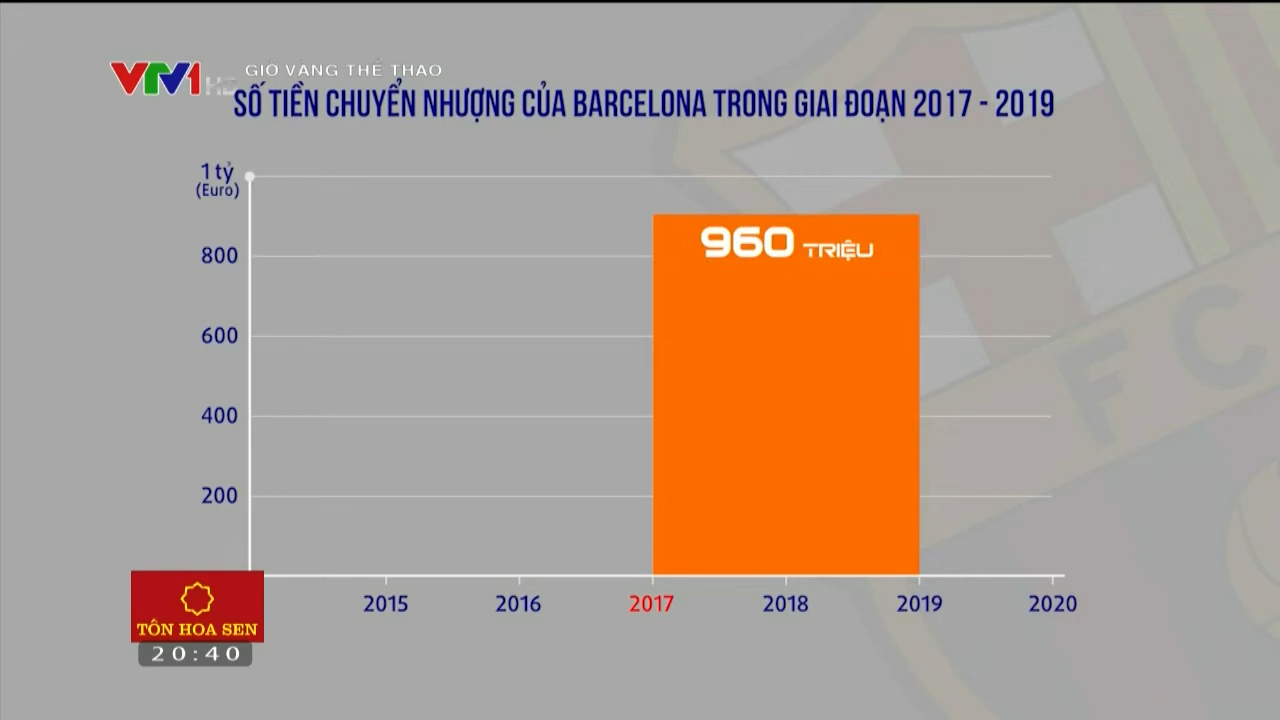 VTV1 HD GIỜ VÀNG THỂ THAO
SỐ TIỀN CHUYỂN NHƯỢNG CỦA BARCELONA TRONG GIAI ĐOẠN 2017 - 2019
1 tỷ
(Euro)
960 TRIỆU
800
600
400
200
2015 2016 2017 2018 2019 2020
FC
TÔN HOA SEN
20:40